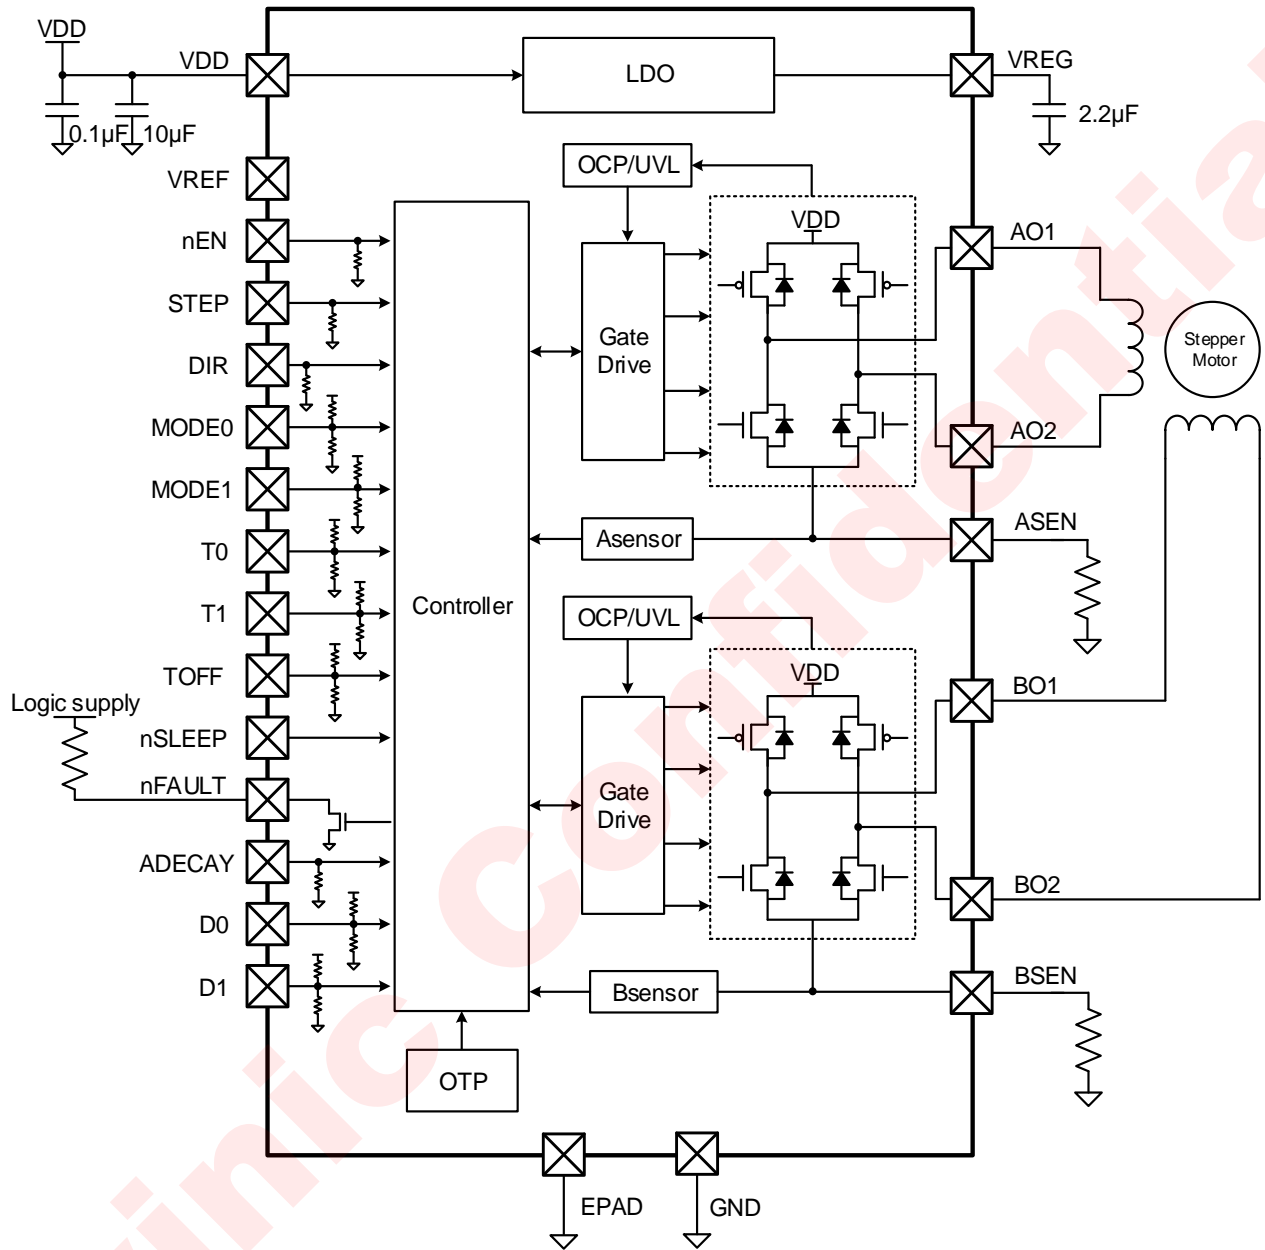 VDD
VDD
LDO
VREG
0.1µF
10µF
2.2µF
VREF
OCP/UVL
nEN
VDD
AO1
STEP
DIR
Gate
Drive
Stepper
Motor
MODE0
AO2
MODE1
T0
Asensor
ASEN
T1
Controller
OCP/UVL
TOFF
VDD
BO1
Logic supply
nSLEEP
nFAULT
Gate
Drive
ADECAY
BO2
D0
D1
Bsensor
BSEN
OTP
EPAD
GND
inic Confidential